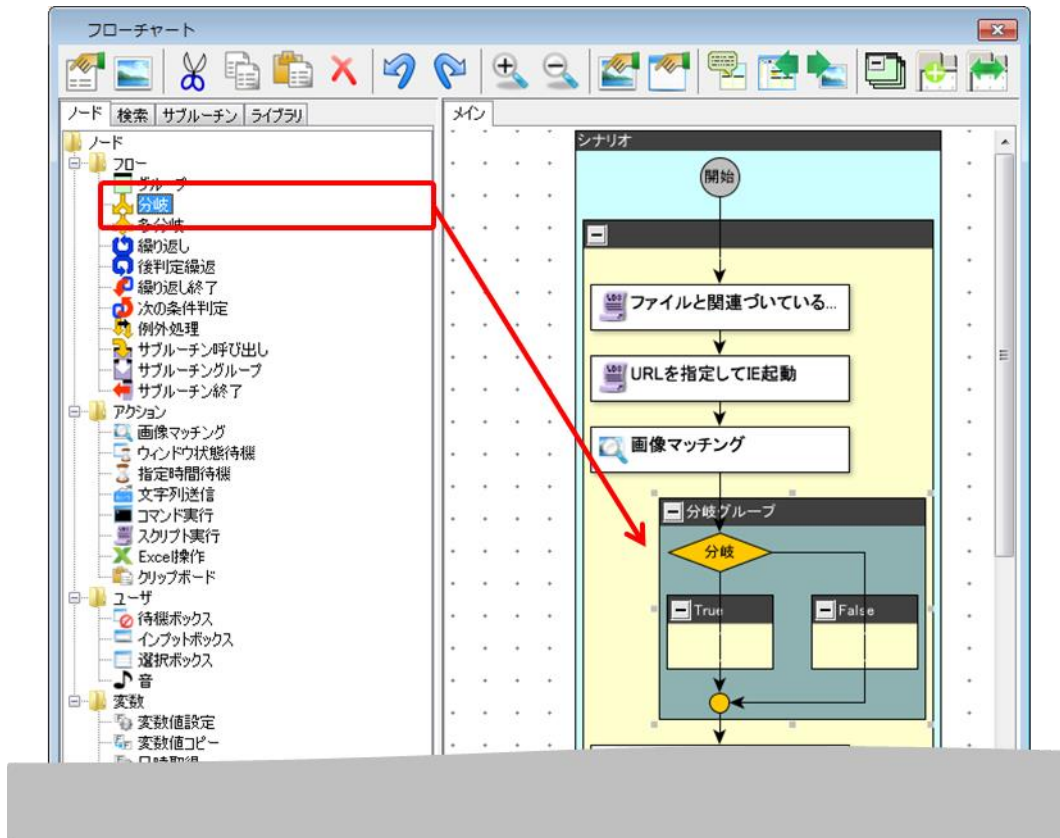 フローチャート
ノード 検索 サブルーチン ライブラリ
ノード
フロー
グループ
分岐
多分岐
繰り返し
後判定繰返
繰り返し終了
次の条件判定
例外処理
サブルーチン呼び出し
サブルーチングループ
サブルーチン終了
アクション
画像マッチング
ウィンドウ状態待機
指定時間待機
文字列送信
コマンド実行
スクリプト実行
Excel操作
クリップボード
ユーザ
待機ボックス
インプットボックス
選択ボックス
音
変数
変数値設定
変数値コピー
日時取得
メイン
シナリオ
開始
ファイルと関連づいている...
URLを指定してIE起動
画像マッチング
分岐グループ
分岐
True False